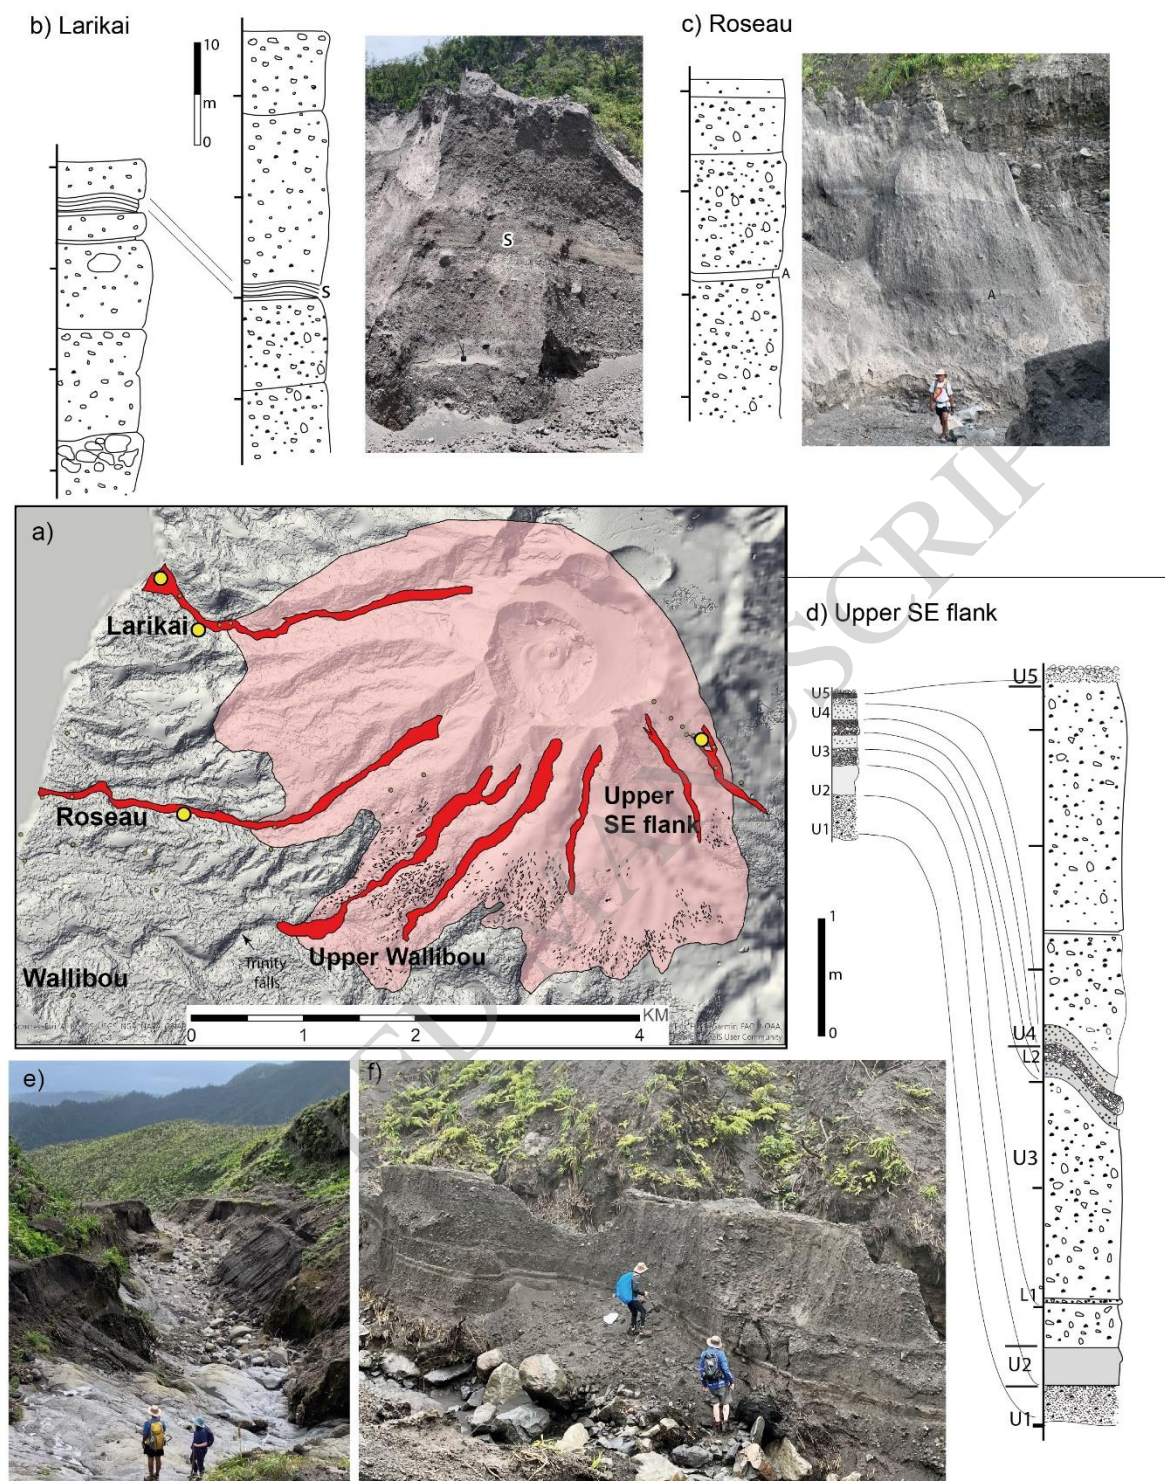 b) Larikai
10
m
0
S
S
c) Roseau
A
A
a)
Larikai
Roseau
Upper
SE flank
Upper Wallibou
Trinity
falls
Wallibou
KM
0
1
2
4
d) Upper SE flank
U5
U4
U3
U2
U1
1
m
0
U5
U4
L2
U3
L1
U2
U1
e)
f)